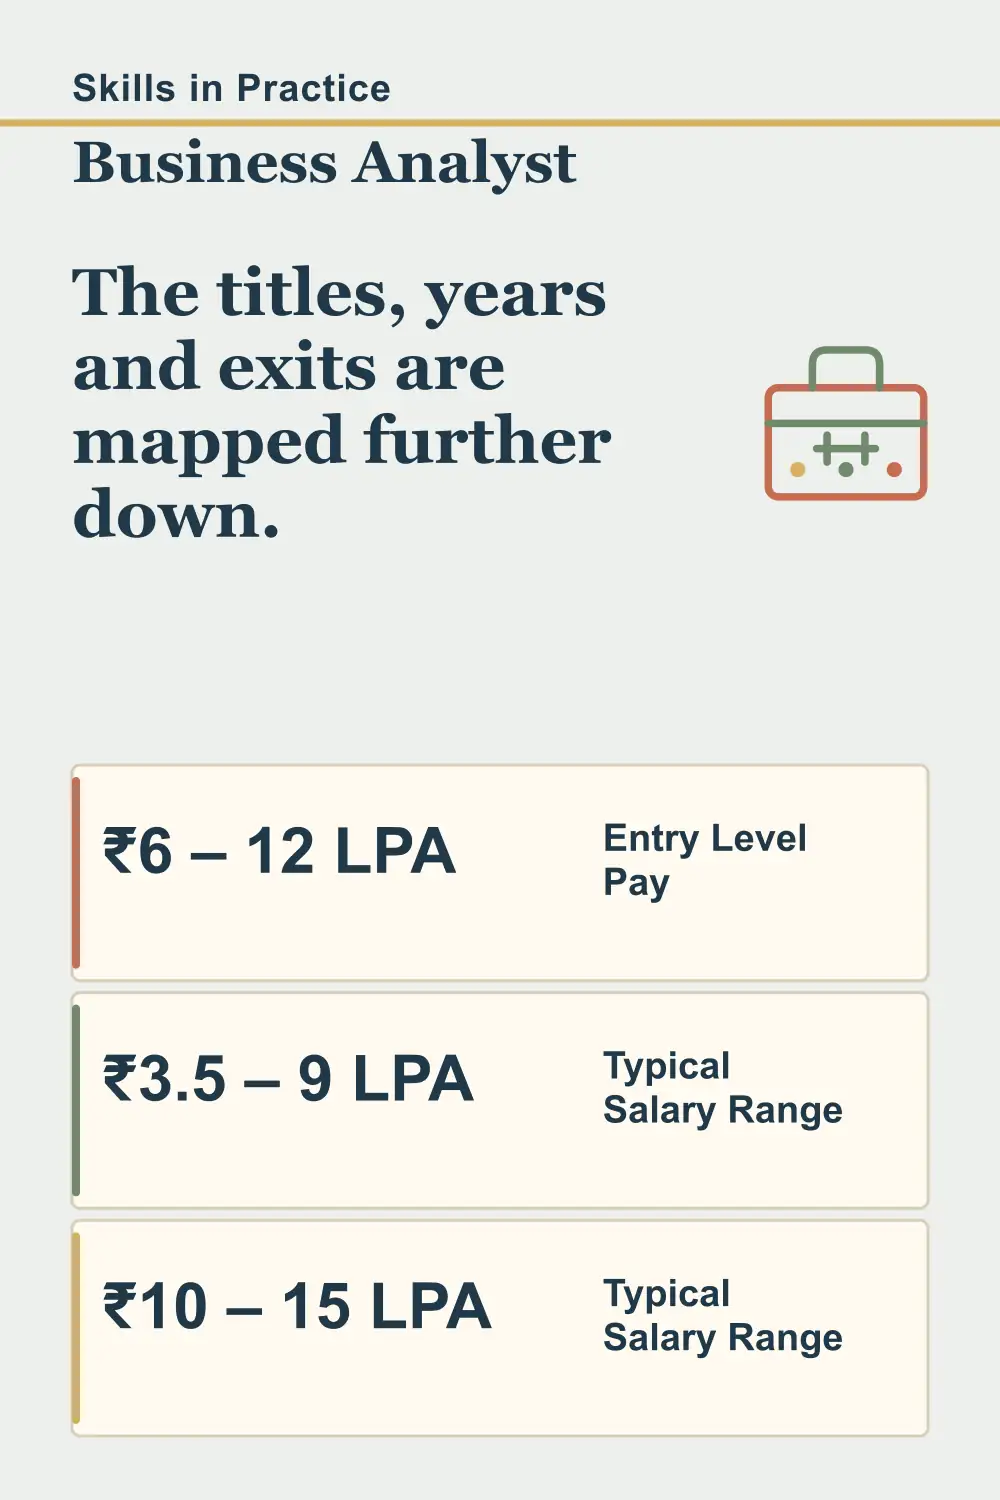 Skills in Practice
Business Analyst
The titles, years
and exits are
mapped further
down.
₹6 – 12 LPA
Entry Level
Pay
₹3.5 – 9 LPA
Typical
Salary Range
₹10 – 15 LPA
Typical
Salary Range